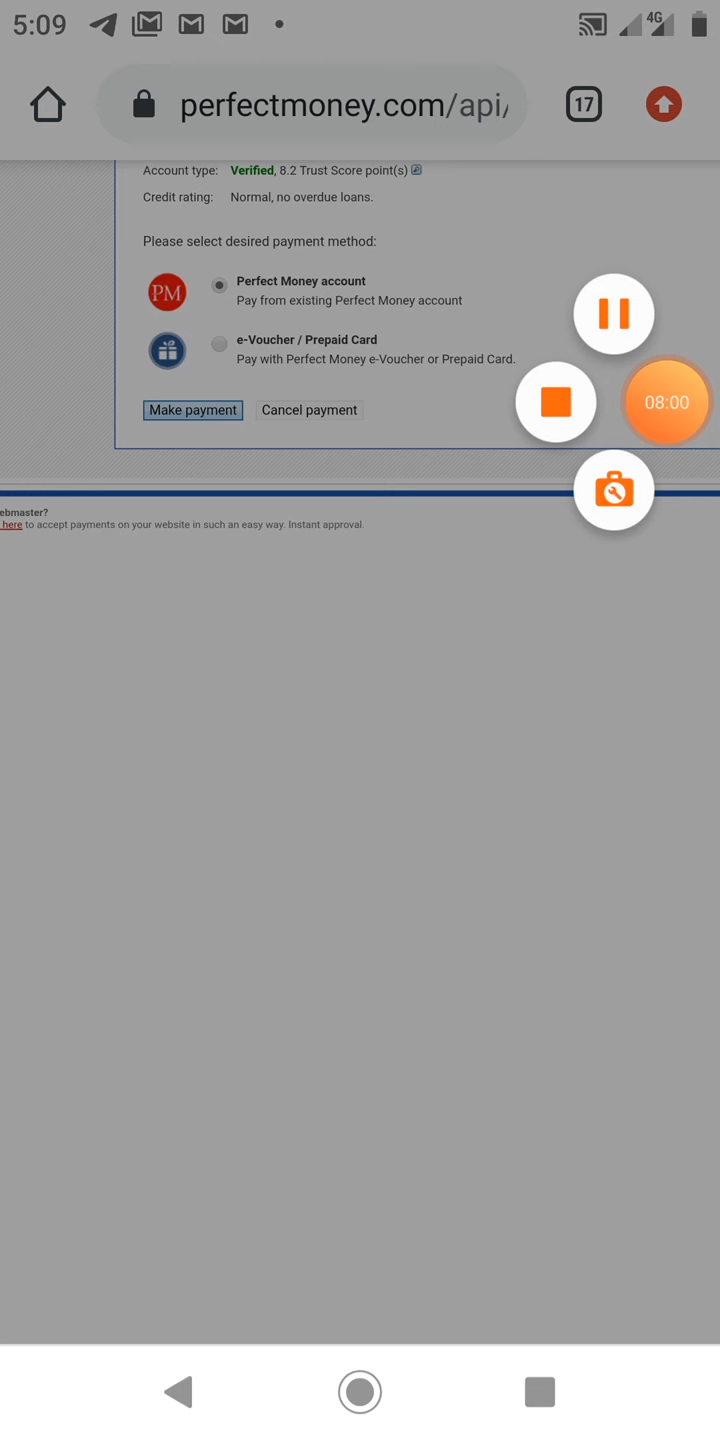 5:09
4G
perfectmoney.com/api/
17
Account type: Verified, 8.2 Trust Score point(s)
Credit rating: Normal, no overdue loans.
Please select desired payment method:
PM
Perfect Money account
Pay from existing Perfect Money account
e-Voucher / Prepaid Card
Pay with Perfect Money e-Voucher or Prepaid Card.
08:00
Make payment
Cancel payment
ebmaster?
here to accept payments on your website in such an easy way. Instant approval.